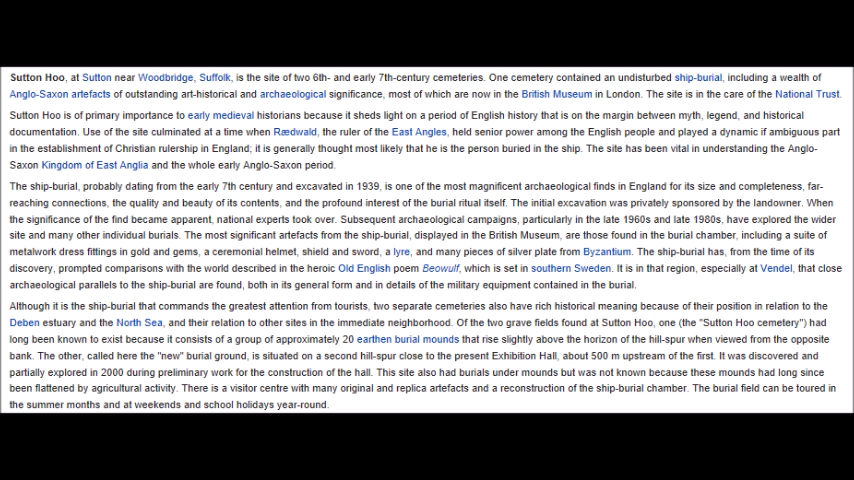 Sutton Hoo, at Sutton near Woodbridge, Suffolk, is the site of two 6th- and early 7th-century cemeteries. One cemetery contained an undisturbed ship-burial, including a wealth of
Anglo-Saxon artefacts of outstanding art-historical and archaeological significance, most of which are now in the British Museum in London. The site is in the care of the National Trust.
Sutton Hoo is of primary importance to early medieval historians because it sheds light on a period of English history that is on the margin between myth, legend, and historical
documentation. Use of the site culminated at a time when Rædwald, the ruler of the East Angles, held senior power among the English people and played a dynamic if ambiguous part
in the establishment of Christian rulership in England; it is generally thought most likely that he is the person buried in the ship. The site has been vital in understanding the Anglo-
Saxon Kingdom of East Anglia and the whole early Anglo-Saxon period.
The ship-burial, probably dating from the early 7th century and excavated in 1939, is one of the most magnificent archaeological finds in England for its size and completeness, far-
reaching connections, the quality and beauty of its contents, and the profound interest of the burial ritual itself. The initial excavation was privately sponsored by the landowner. When
the significance of the find became apparent, national experts took over. Subsequent archaeological campaigns, particularly in the late 1960s and late 1980s, have explored the wider
site and many other individual burials. The most significant artefacts from the ship-burial, displayed in the British Museum, are those found in the burial chamber, including a suite of
metalwork dress fittings in gold and gems, a ceremonial helmet, shield and sword, a lyre, and many pieces of silver plate from Byzantium. The ship-burial has, from the time of its
discovery, prompted comparisons with the world described in the heroic Old English poem Beowulf, which is set in southern Sweden. It is in that region, especially at Vendel, that close
archaeological parallels to the ship-burial are found, both in its general form and in details of the military equipment contained in the burial.
Although it is the ship-burial that commands the greatest attention from tourists, two separate cemeteries also have rich historical meaning because of their position in relation to the
Deben estuary and the North Sea, and their relation to other sites in the immediate neighborhood. Of the two grave fields found at Sutton Hoo, one (the "Sutton Hoo cemetery") had
long been known to exist because it consists of a group of approximately 20 earthen burial mounds that rise slightly above the horizon of the hill-spur when viewed from the opposite
bank. The other, called here the "new" burial ground, is situated on a second hill-spur close to the present Exhibition Hall, about 500 m upstream of the first. It was discovered and
partially explored in 2000 during preliminary work for the construction of the hall. This site also had burials under mounds but was not known because these mounds had long since
been flattened by agricultural activity. There is a visitor centre with many original and replica artefacts and a reconstruction of the ship-burial chamber. The burial field can be toured in
the summer months and at weekends and school holidays year-round.